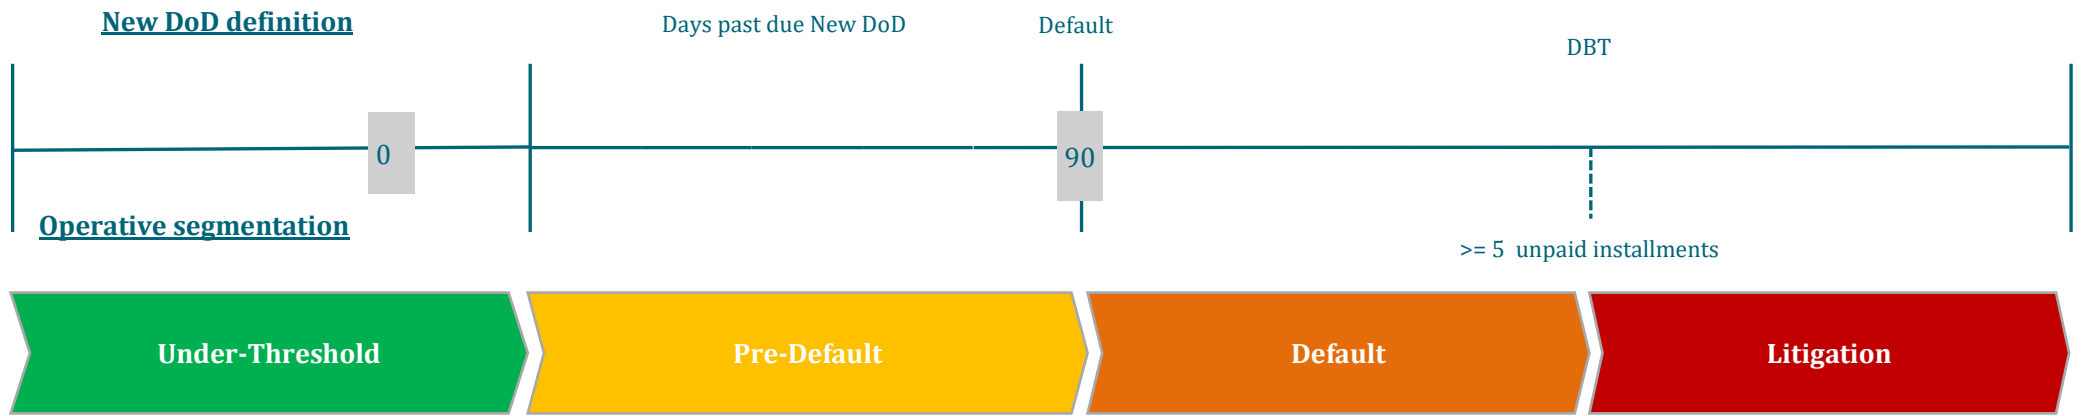 New DoD definition
Days past due New DoD
Default
DBT
0
90
Operative segmentation
>= 5 unpaid installments
Under-Threshold
Pre-Default
Default
Litigation